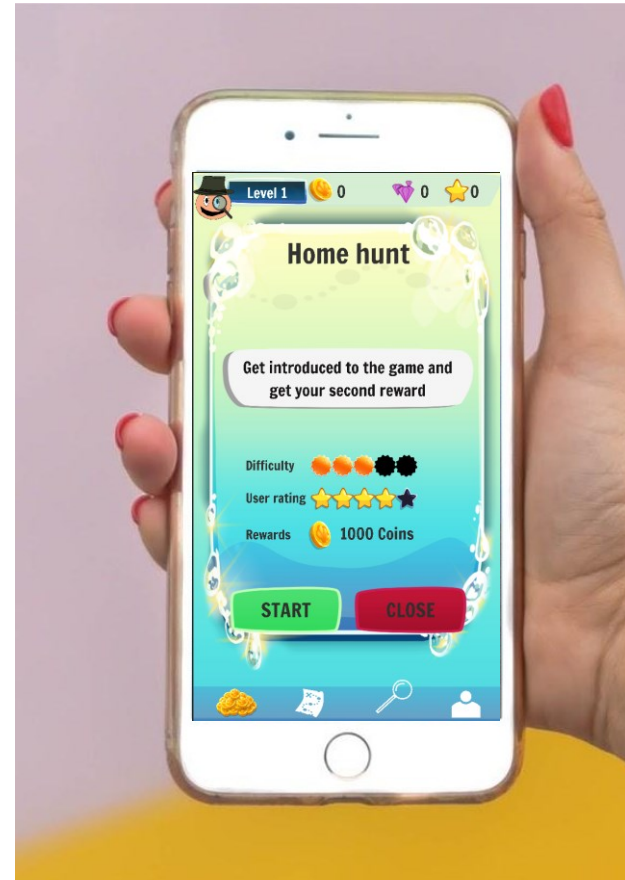 Level 1 0 0 0
Home hunt
Get introduced to the game and
get your second reward
Difficulty
User rating
Rewards 1000 Coins
START CLOSE